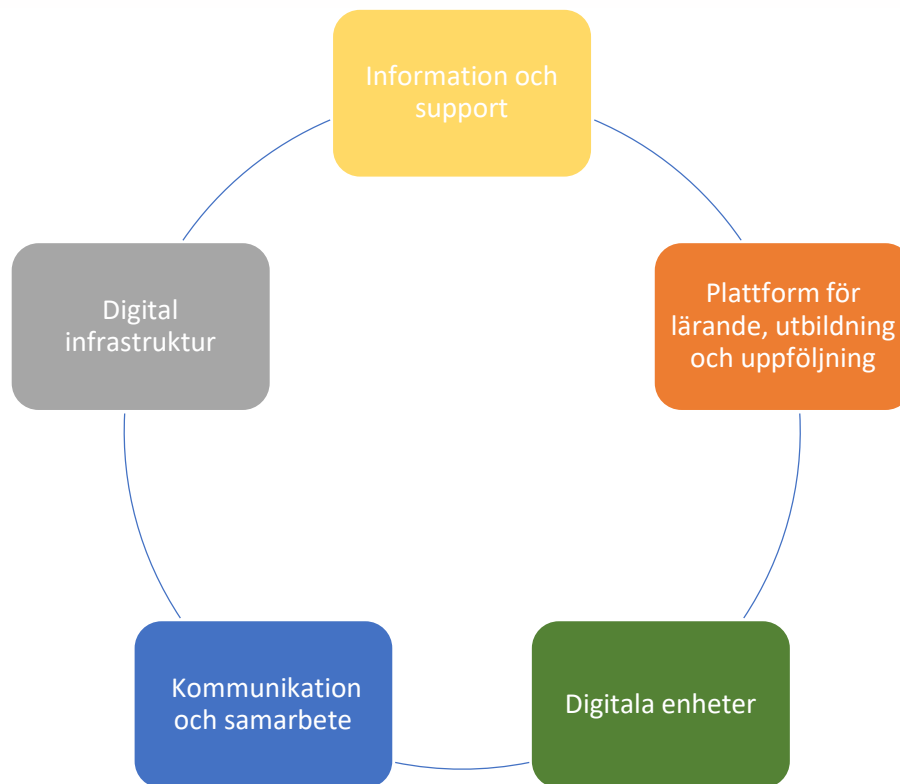 Information och
support
Plattform för
lärande, utbildning
och uppföljning
Digitala enheter
Kommunikation
och samarbete
Digital
infrastruktur